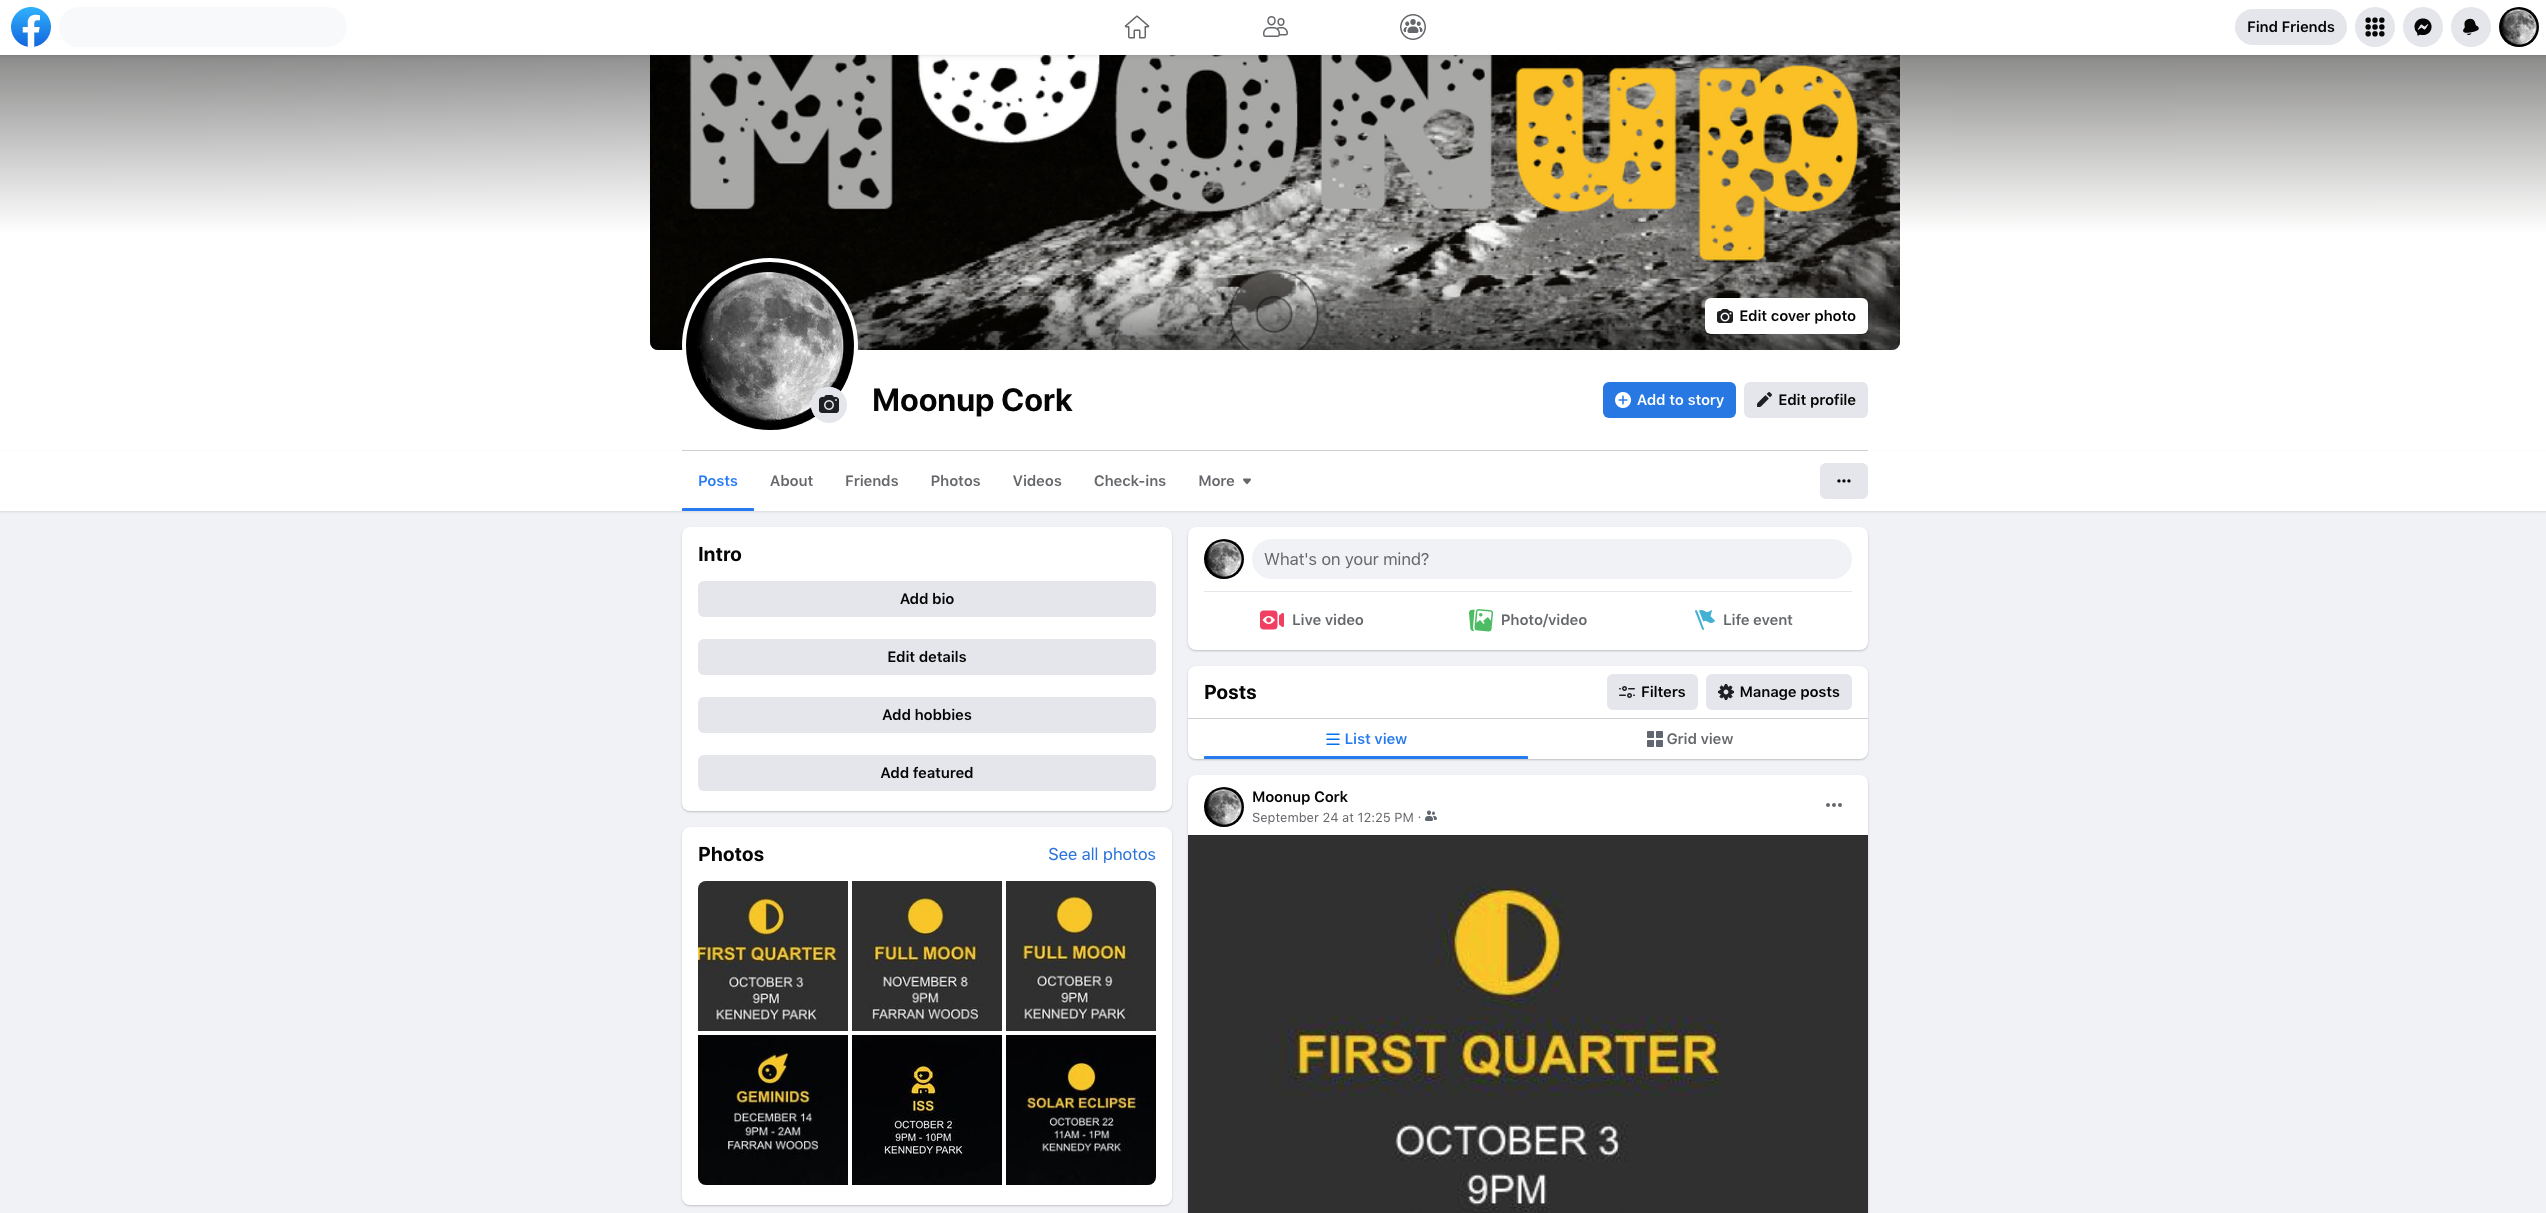 Find Friends
MOONup
Edit cover photo
Moonup Cork
Add to story
Edit profile
Posts
About
Friends
Photos
Videos
Check-ins
More
Intro
Add bio
Edit details
Add hobbies
Add featured
Photos
See all photos
FIRST QUARTER
OCTOBER 3
9PM
KENNEDY PARK
FULL MOON
NOVEMBER 8
9PM
FARRAN WOODS
FULL MOON
OCTOBER 9
9PM
KENNEDY PARK
GEMINIDS
DECEMBER 14
9PM - 2AM
FARRAN WOODS
ISS
OCTOBER 2
9PM - 10PM
KENNEDY PARK
SOLAR ECLIPSE
OCTOBER 22
11AM - 1PM
KENNEDY PARK
What's on your mind?
Live video
Photo/video
Life event
Posts
Filters
Manage posts
List view
Grid view
Moonup Cork
September 24 at 12:25 PM ·
FIRST QUARTER
OCTOBER 3
9PM